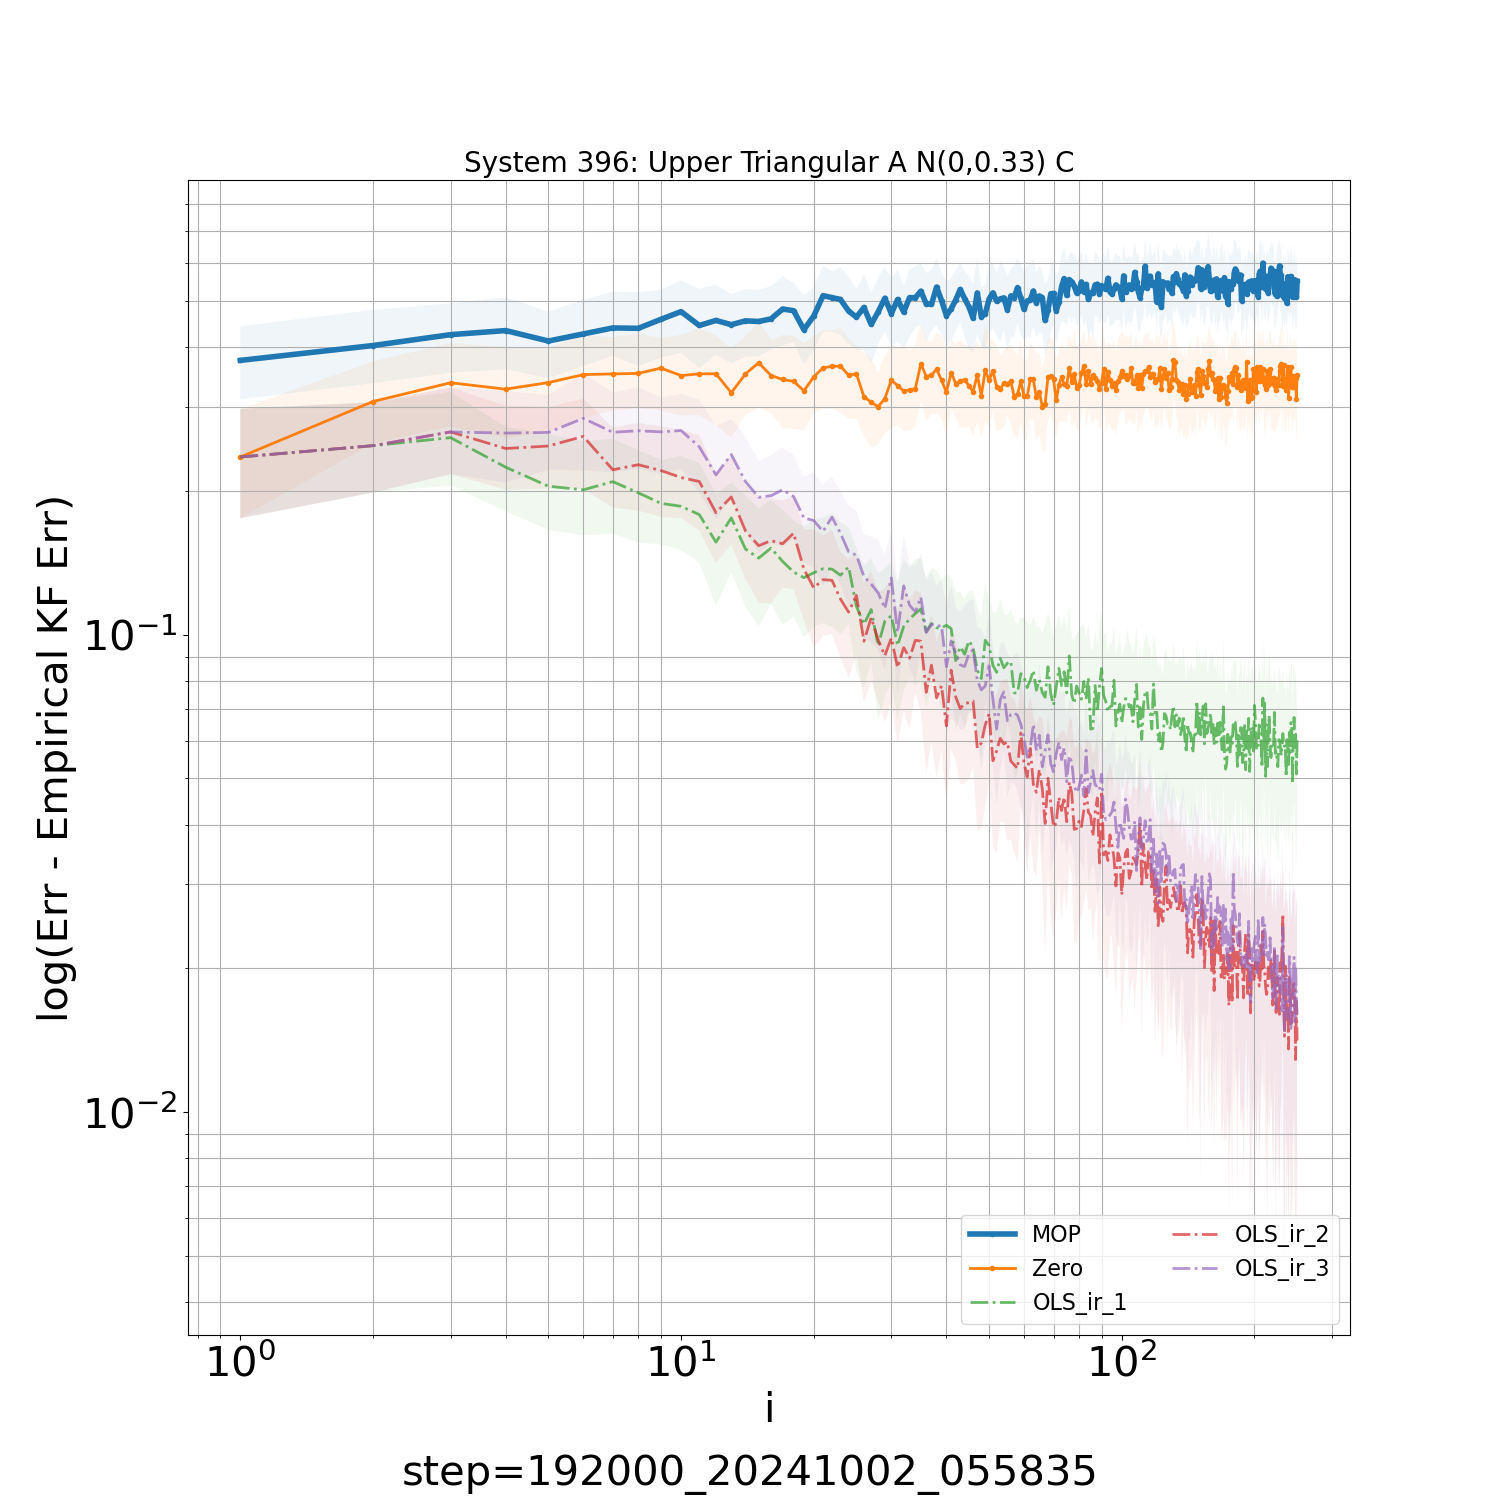 System 396: Upper Triangular A N(0,0.33) C
log(Err - Empirical KF Err)
10⁻¹
10⁻²
10⁰ 10¹ 10²
i
step=192000_20241002_055835
MOP
Zero
OLS_ir_1
OLS_ir_2
OLS_ir_3